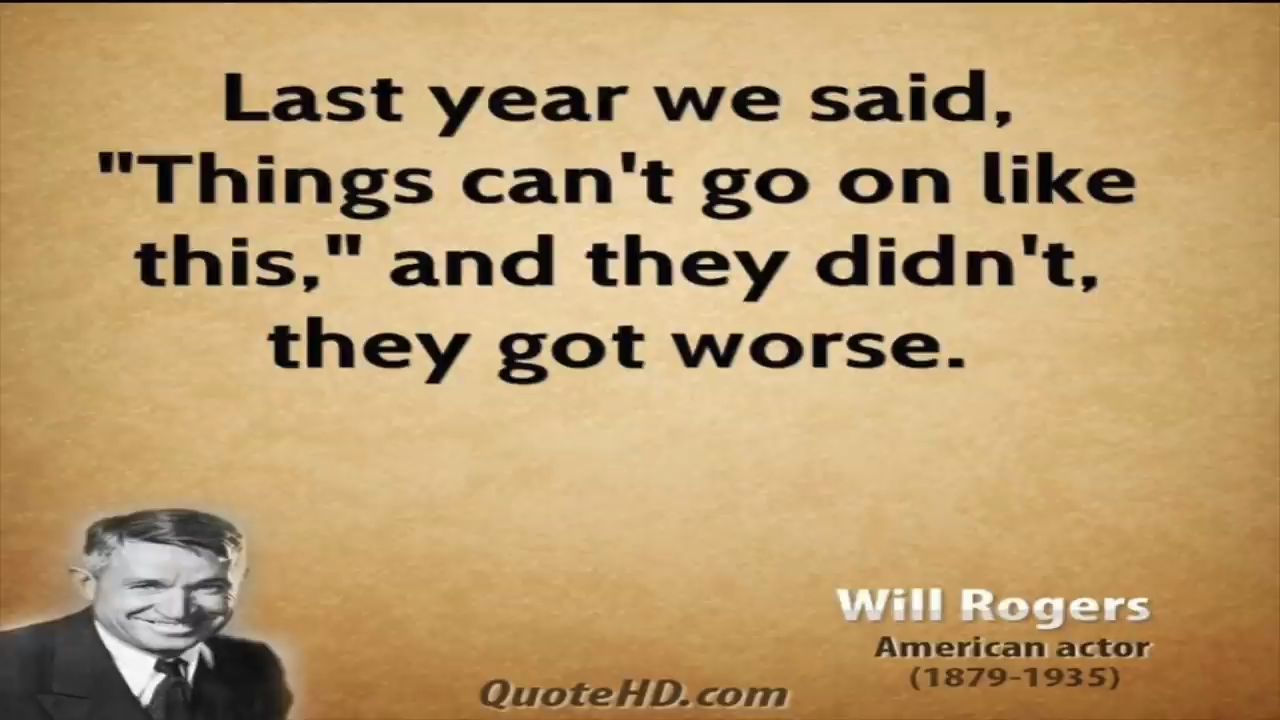 Last year we said,
"Things can't go on like
this," and they didn't,
they got worse.
Will Rogers
American actor
(1879-1935)
QuoteHD.com